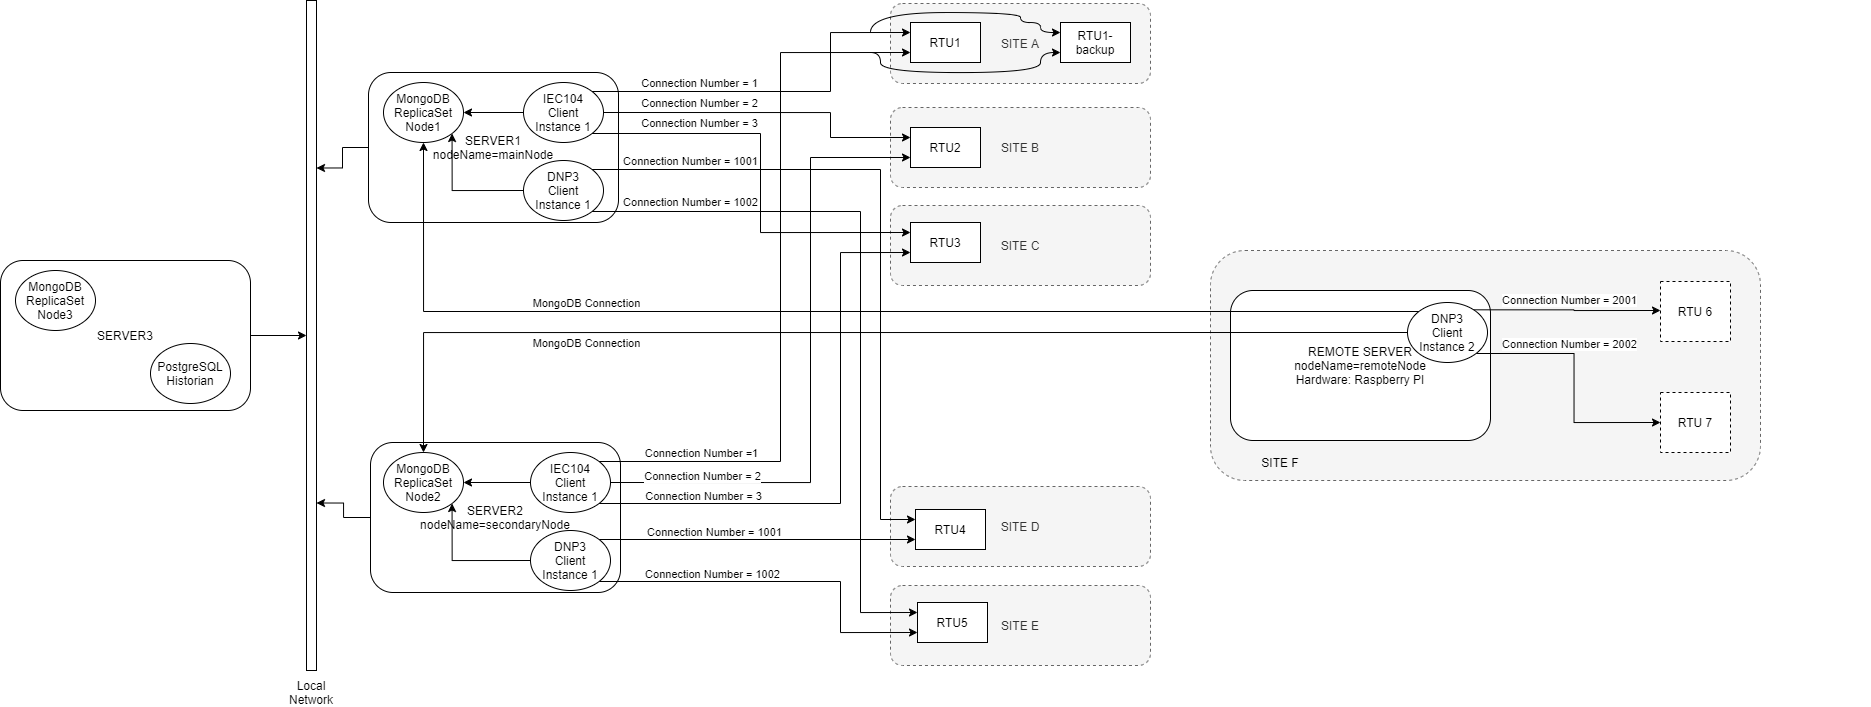 RTU1
SITE A
RTU1-
backup
Connection Number = 1
Connection Number = 2
Connection Number = 3
MongoDB
ReplicaSet
Node1
IEC104
Client
Instance 1
SERVER1
nodeName=mainNode
DNP3
Client
Instance 1
Connection Number = 1001
Connection Number = 1002
RTU2
SITE B
RTU3
SITE C
MongoDB
ReplicaSet
Node3
SERVER3
PostgreSQL
Historian
MongoDB Connection
MongoDB Connection
DNP3
Client
Instance 2
REMOTE SERVER
nodeName=remoteNode
Hardware: Raspberry PI
Connection Number = 2001
Connection Number = 2002
RTU 6
RTU 7
SITE F
MongoDB
ReplicaSet
Node2
IEC104
Client
Instance 1
SERVER2
nodeName=secondaryNode
DNP3
Client
Instance 1
Connection Number =1
Connection Number = 2
Connection Number = 3
Connection Number = 1001
Connection Number = 1002
RTU4
SITE D
RTU5
SITE E
Local
Network